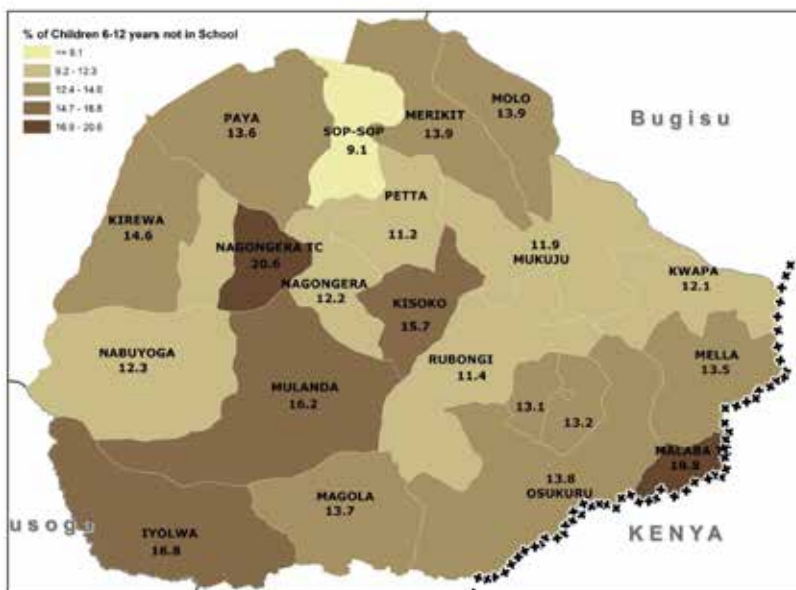 % of Children 6-12 years not in School
<= 9.1
9.2 - 12.3
12.4 - 14.6
14.7 - 16.8
16.9 - 20.6
PAYA
13.6
SOP-SOP
9.1
MERIKIT
13.9
MOLO
13.9
Bugisu
KIREWA
14.6
PETTA
11.2
NAGONGERA TC
20.6
11.9
MUKUJU
NAGONGERA
12.2
KWAPA
12.1
KISOKO
15.7
NABUYOGA
12.3
RUBONGI
11.4
MELLA
13.5
MULANDA
16.2
13.1
13.2
MALABA
13.8
OSUKURU
MAGOLA
13.7
usoga
IYOLWA
16.8
KENYA